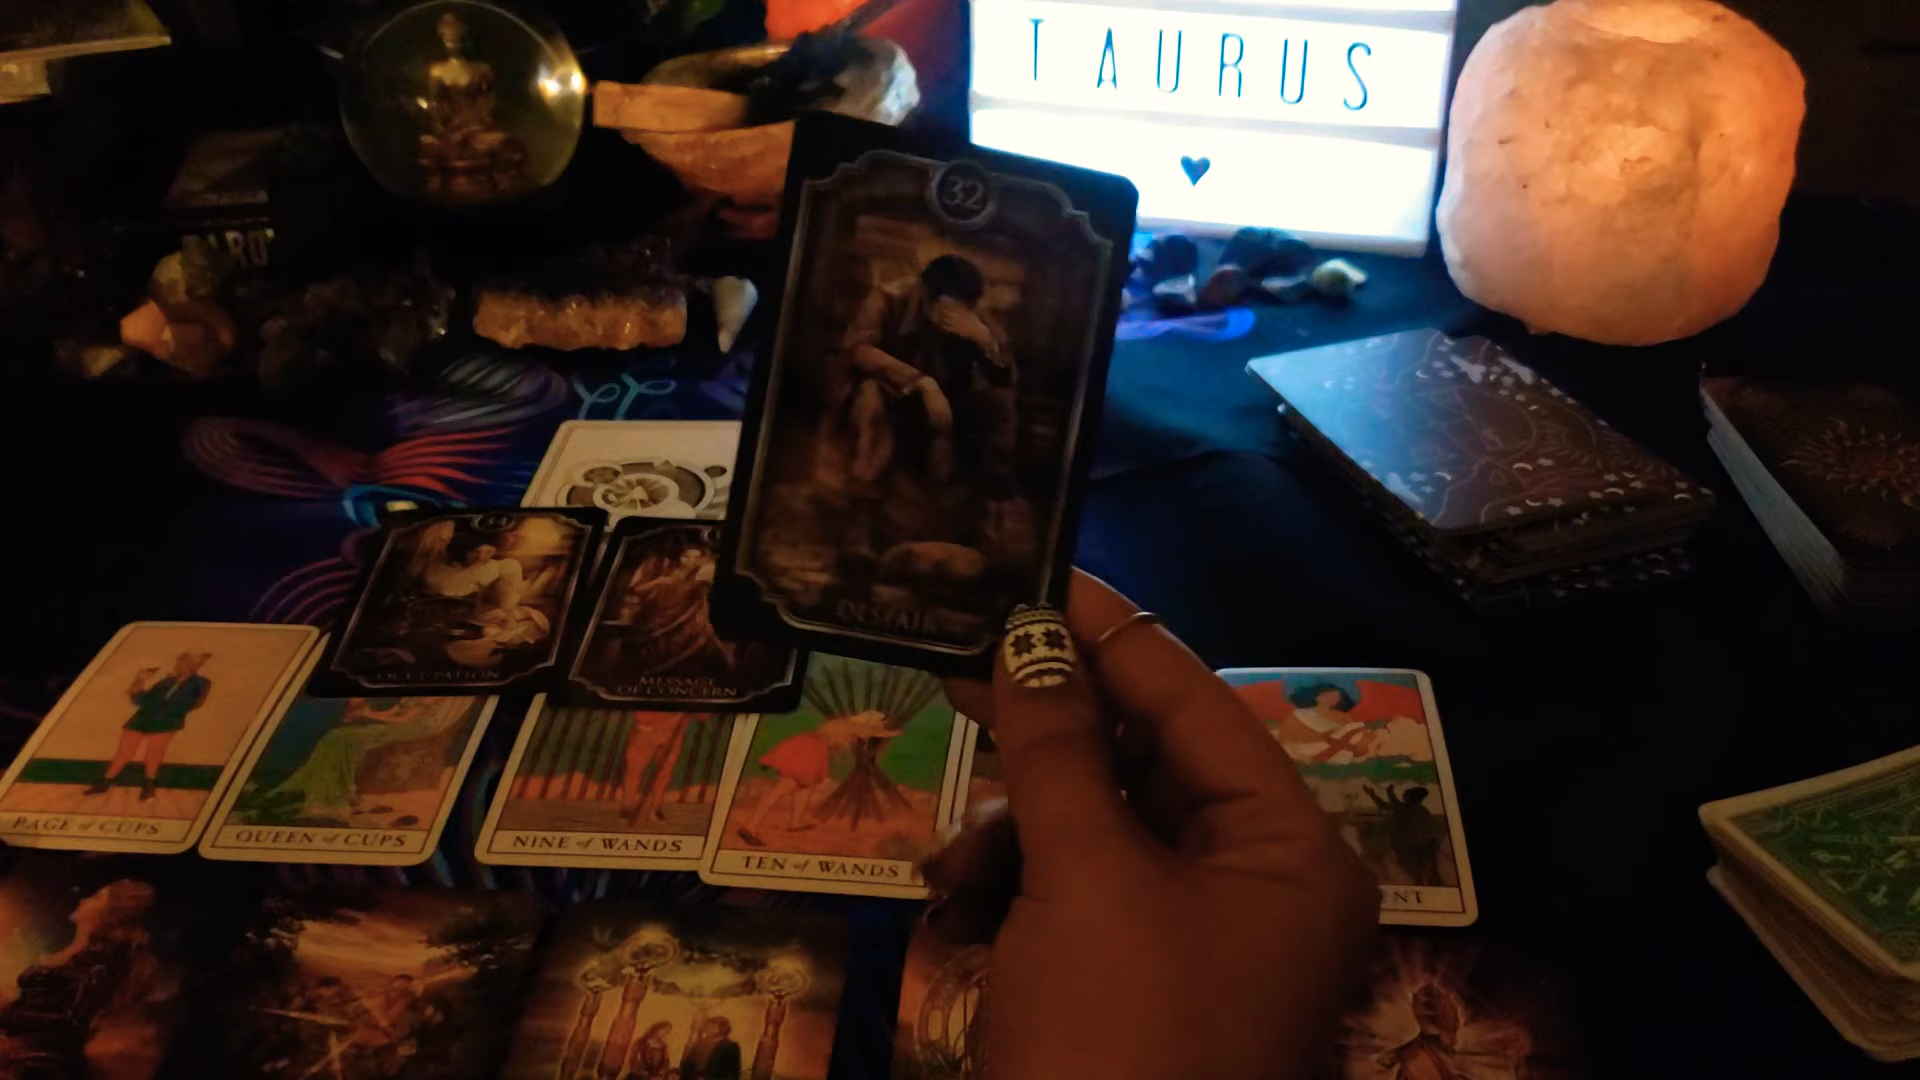 TAURUS
32
DESPAIR
OCCUPATION
MESSAGE
OF CONCERN
PAGE of CUPS
QUEEN of CUPS
NINE of WANDS
TEN of WANDS
ENT